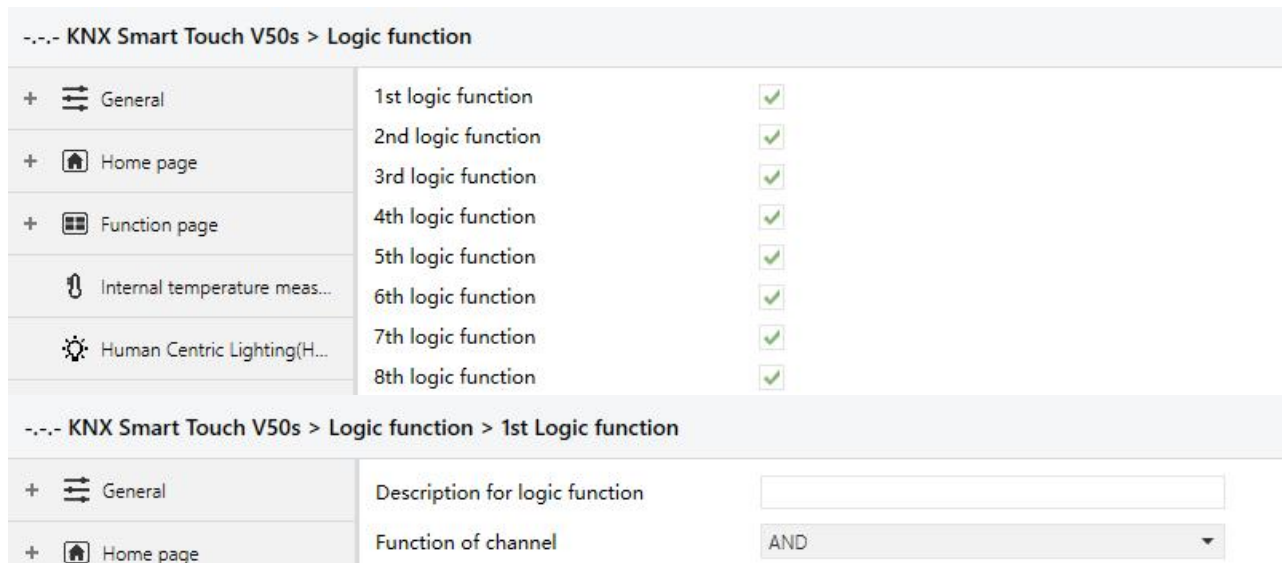 -.-.- KNX Smart Touch V50s > Logic function
General
Home page
Function page
Internal temperature meas...
Human Centric Lighting(H...
1st logic function
2nd logic function
3rd logic function
4th logic function
5th logic function
6th logic function
7th logic function
8th logic function
-.-.- KNX Smart Touch V50s > Logic function > 1st Logic function
General
Home page
Description for logic function
Function of channel AND